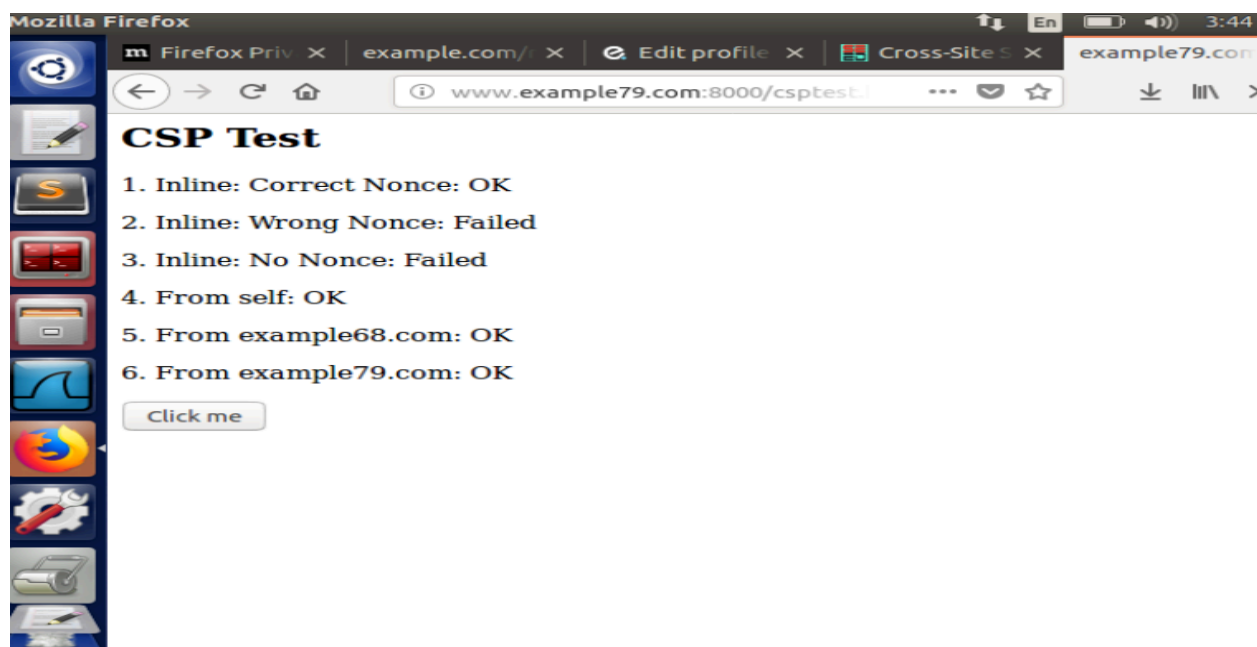 Mozilla Firefox En 3:44
Firefox Priv example.com/ Edit profile Cross-Site S example79.com
www.example79.com:8000/csptest.
CSP Test
1. Inline: Correct Nonce: OK
2. Inline: Wrong Nonce: Failed
3. Inline: No Nonce: Failed
4. From self: OK
5. From example68.com: OK
6. From example79.com: OK
Click me